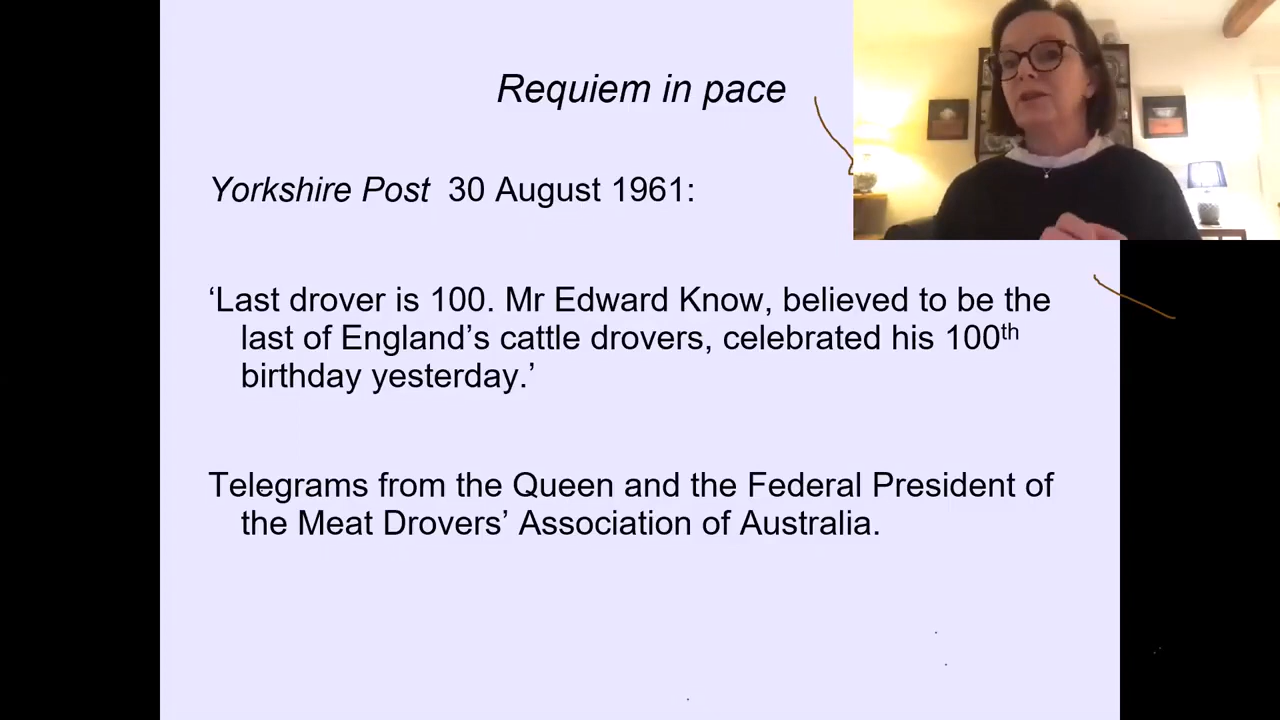 Requiem in pace
Yorkshire Post 30 August 1961:
‘Last drover is 100. Mr Edward Know, believed to be the
last of England’s cattle drovers, celebrated his 100th
birthday yesterday.’
Telegrams from the Queen and the Federal President of
the Meat Drovers’ Association of Australia.